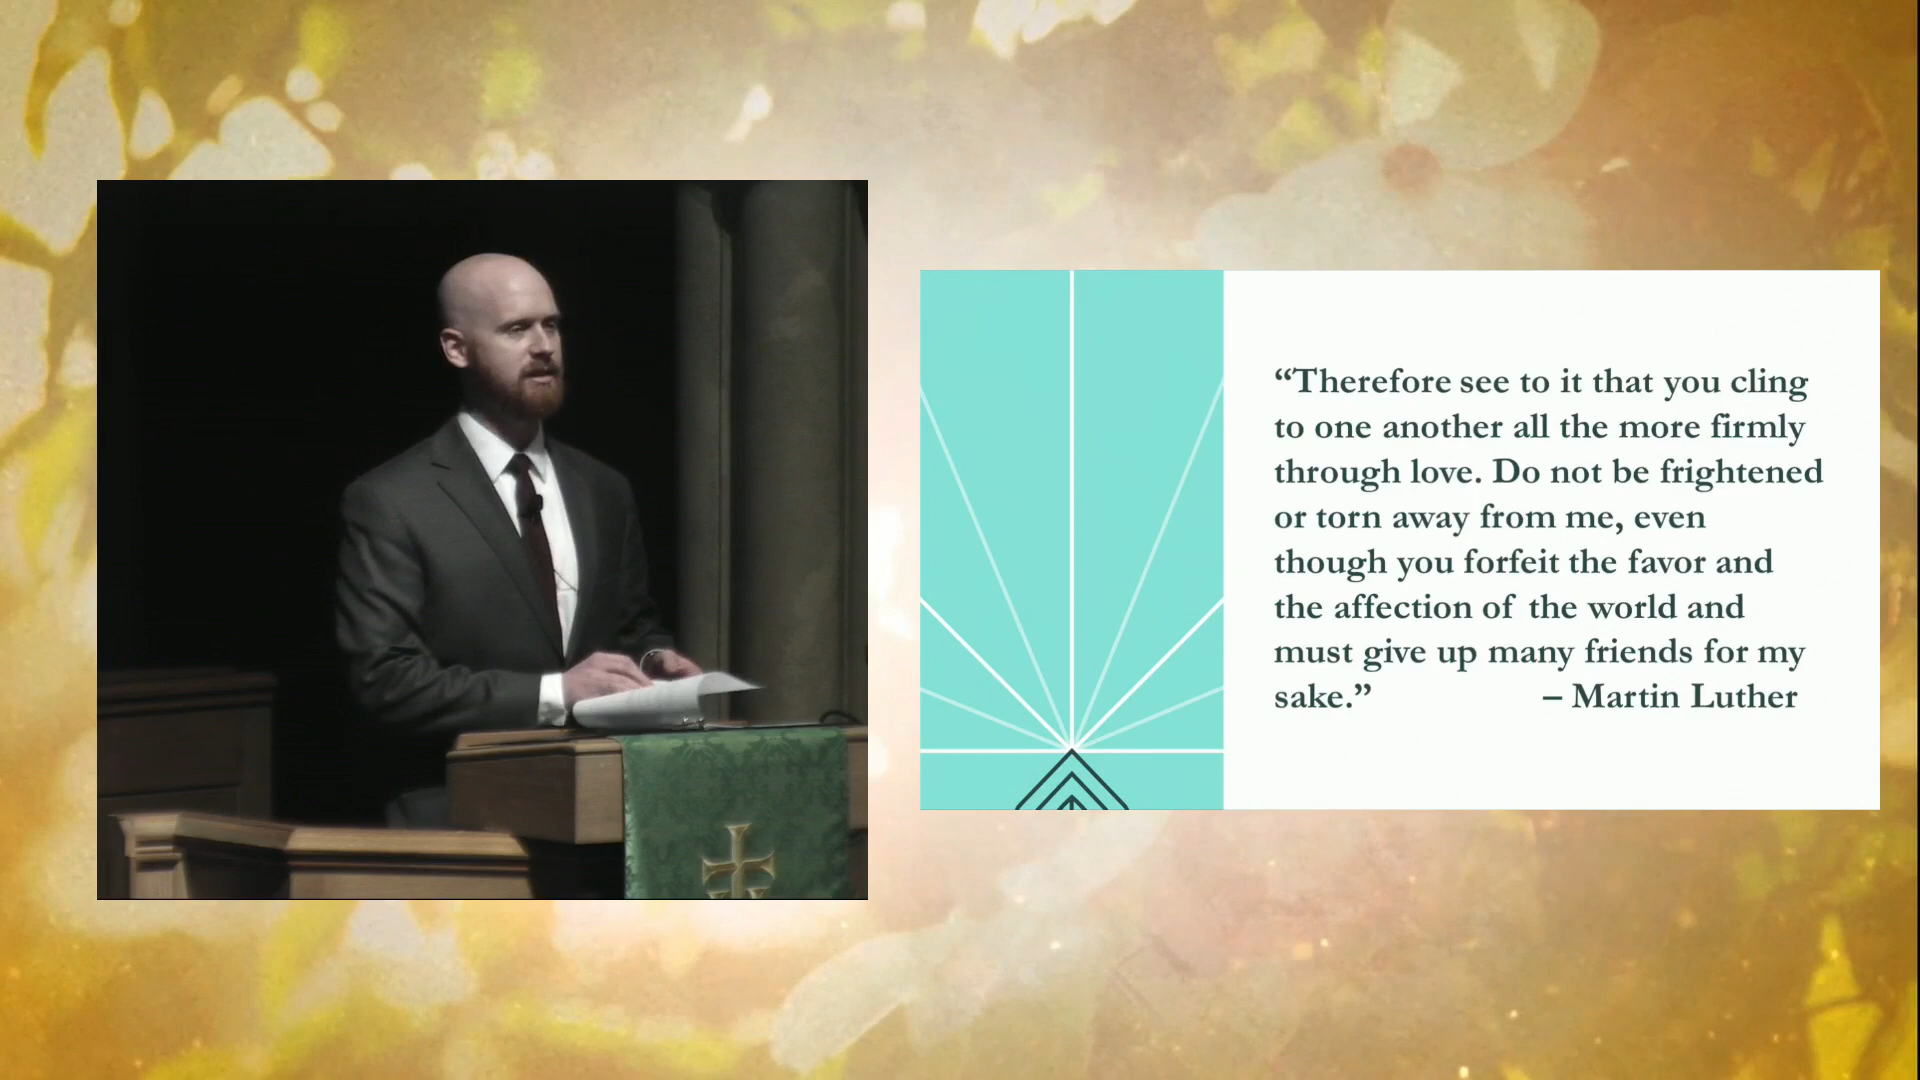 “Therefore see to it that you cling
to one another all the more firmly
through love. Do not be frightened
or torn away from me, even
though you forfeit the favor and
the affection of the world and
must give up many friends for my
sake.” – Martin Luther